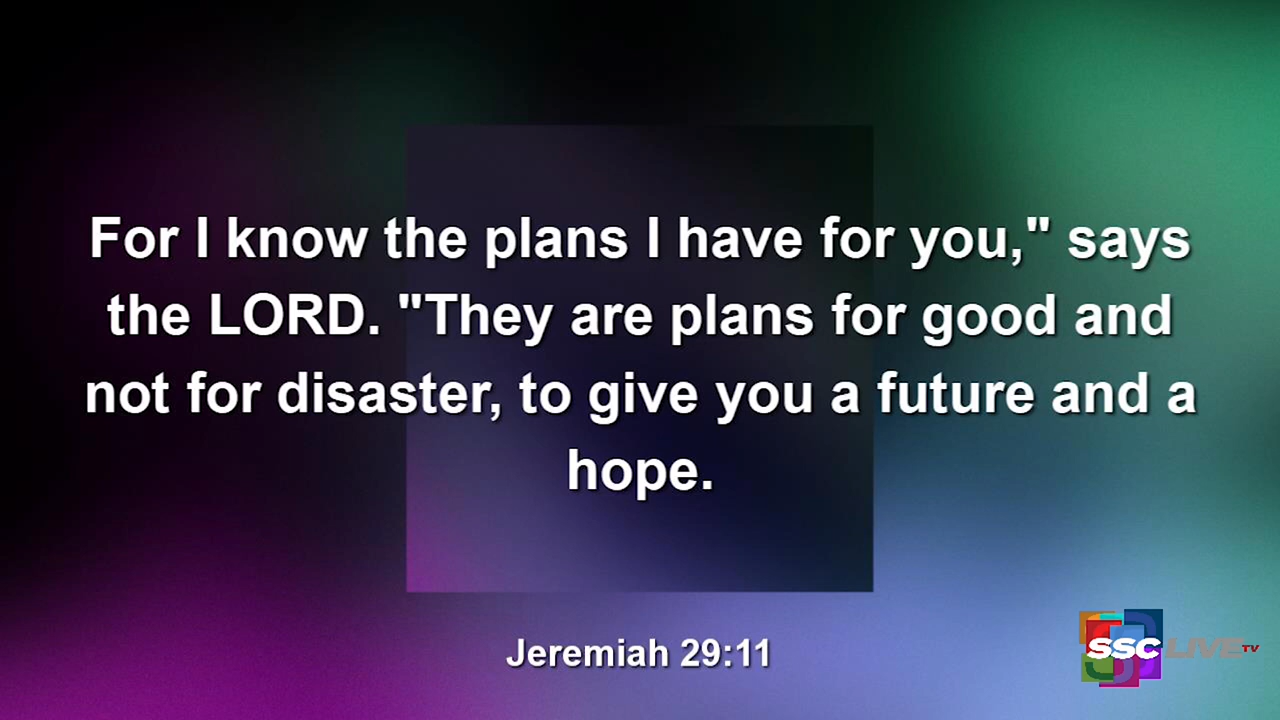 For I know the plans I have for you," says
the LORD. "They are plans for good and
not for disaster, to give you a future and a
hope.
Jeremiah 29:11
SSC LIVE TV